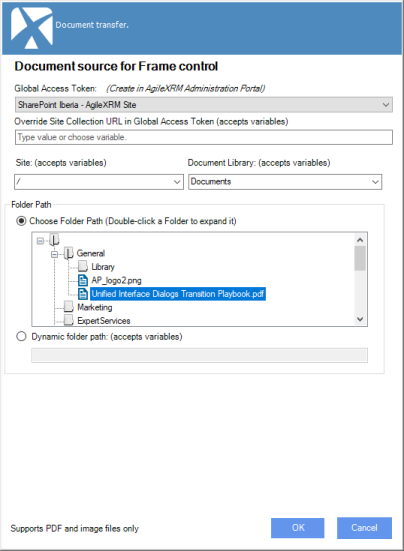 Document transfer.
Document source for Frame control
Global Access Token: (Create in AgileXRM Administration Portal)
SharePoint Iberia - AgileXRM Site
Override Site Collection URL in Global Access Token (accepts variables)
Type value or choose variable.
Site: (accepts variables) Document Library: (accepts variables)
/ Documents
Folder Path
Choose Folder Path (Double-click a Folder to expand it)
General
Library
AP_logo2.png
Unified Interface Dialogs Transition Playbook.pdf
Marketing
ExpertServices
Dynamic folder path: (accepts variables)
Supports PDF and image files only OK Cancel